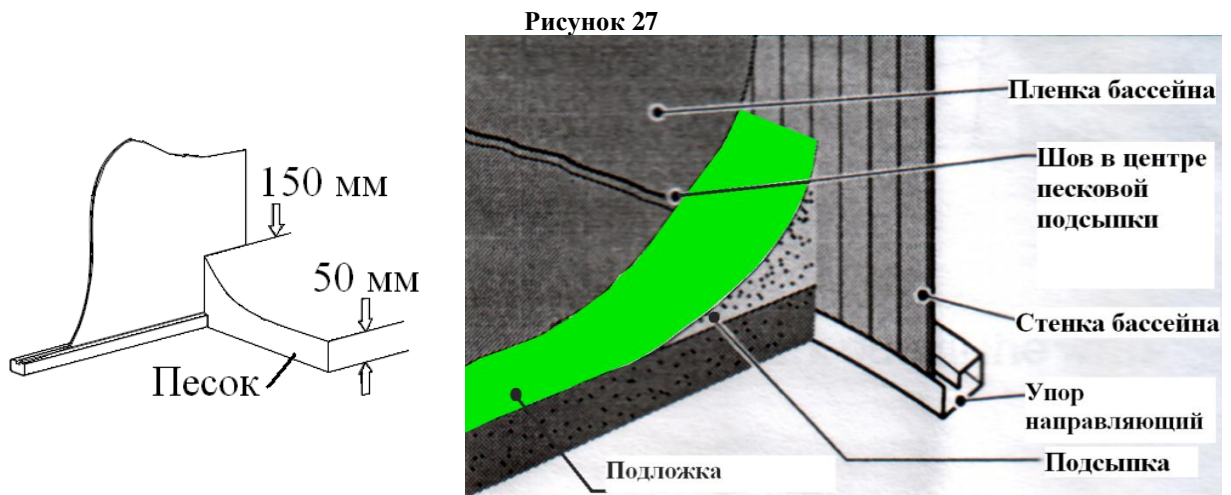 Рисунок 27
150 мм
50 мм
Песок
Пленка бассейна
Шов в центре
песковой
подсыпки
Стенка бассейна
Упор
направляющий
Подсыпка
Подложка